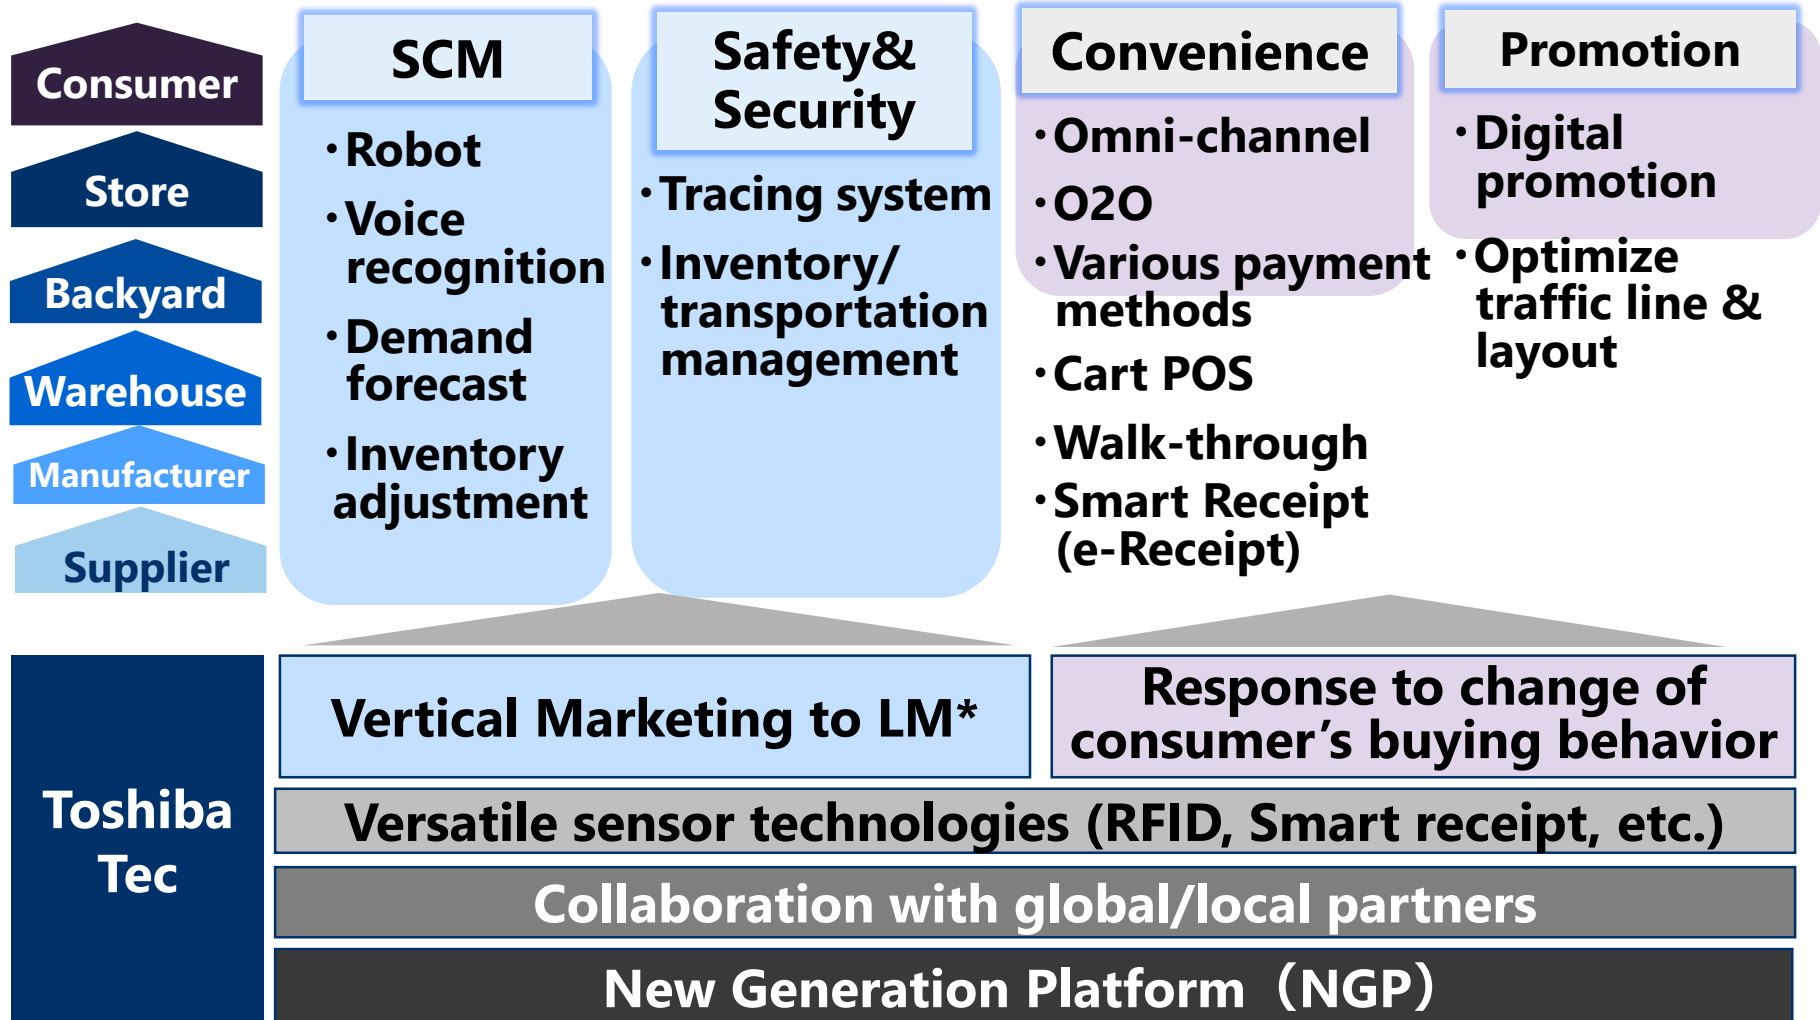 Consumer
Store
Backyard
Warehouse
Manufacturer
Supplier
SCM
・Robot
・Voice
recognition
・Demand
forecast
・Inventory
adjustment
Safety&
Security
・Tracing system
・Inventory/
transportation
management
Convenience
・Omni-channel
・O2O
・Various payment
methods
・Cart POS
・Walk-through
・Smart Receipt
(e-Receipt)
Promotion
・Digital
promotion
・Optimize
traffic line &
layout
Toshiba
Tec
Vertical Marketing to LM*
Response to change of
consumer’s buying behavior
Versatile sensor technologies (RFID, Smart receipt, etc.)
Collaboration with global/local partners
New Generation Platform（NGP）